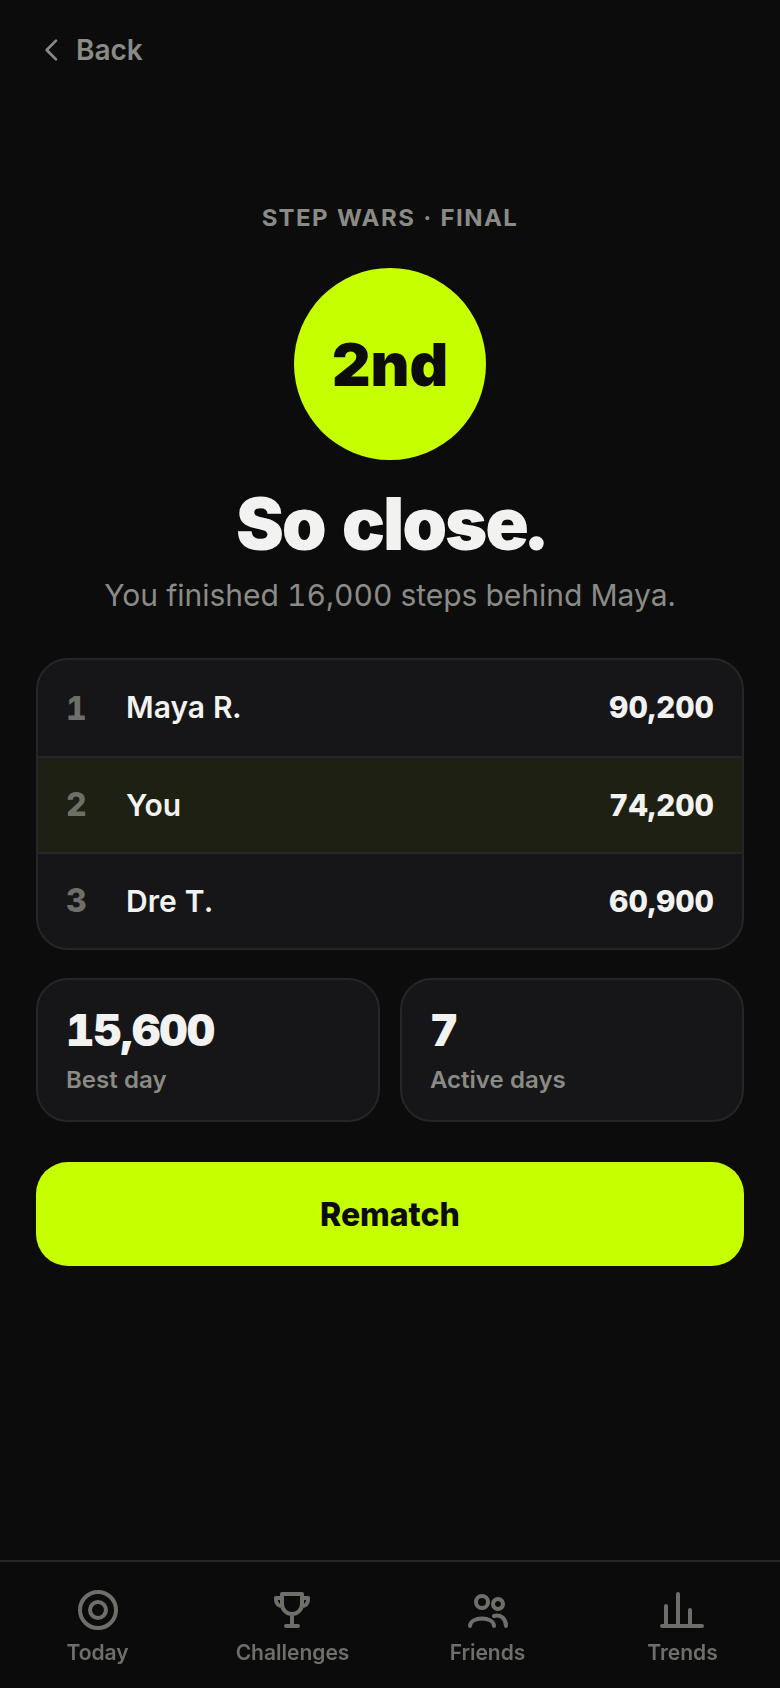 Back
STEP WARS · FINAL
2nd
So close.
You finished 16,000 steps behind Maya.
1 Maya R. 90,200
2 You 74,200
3 Dre T. 60,900
15,600 7
Best day Active days
Rematch
Today Challenges Friends Trends